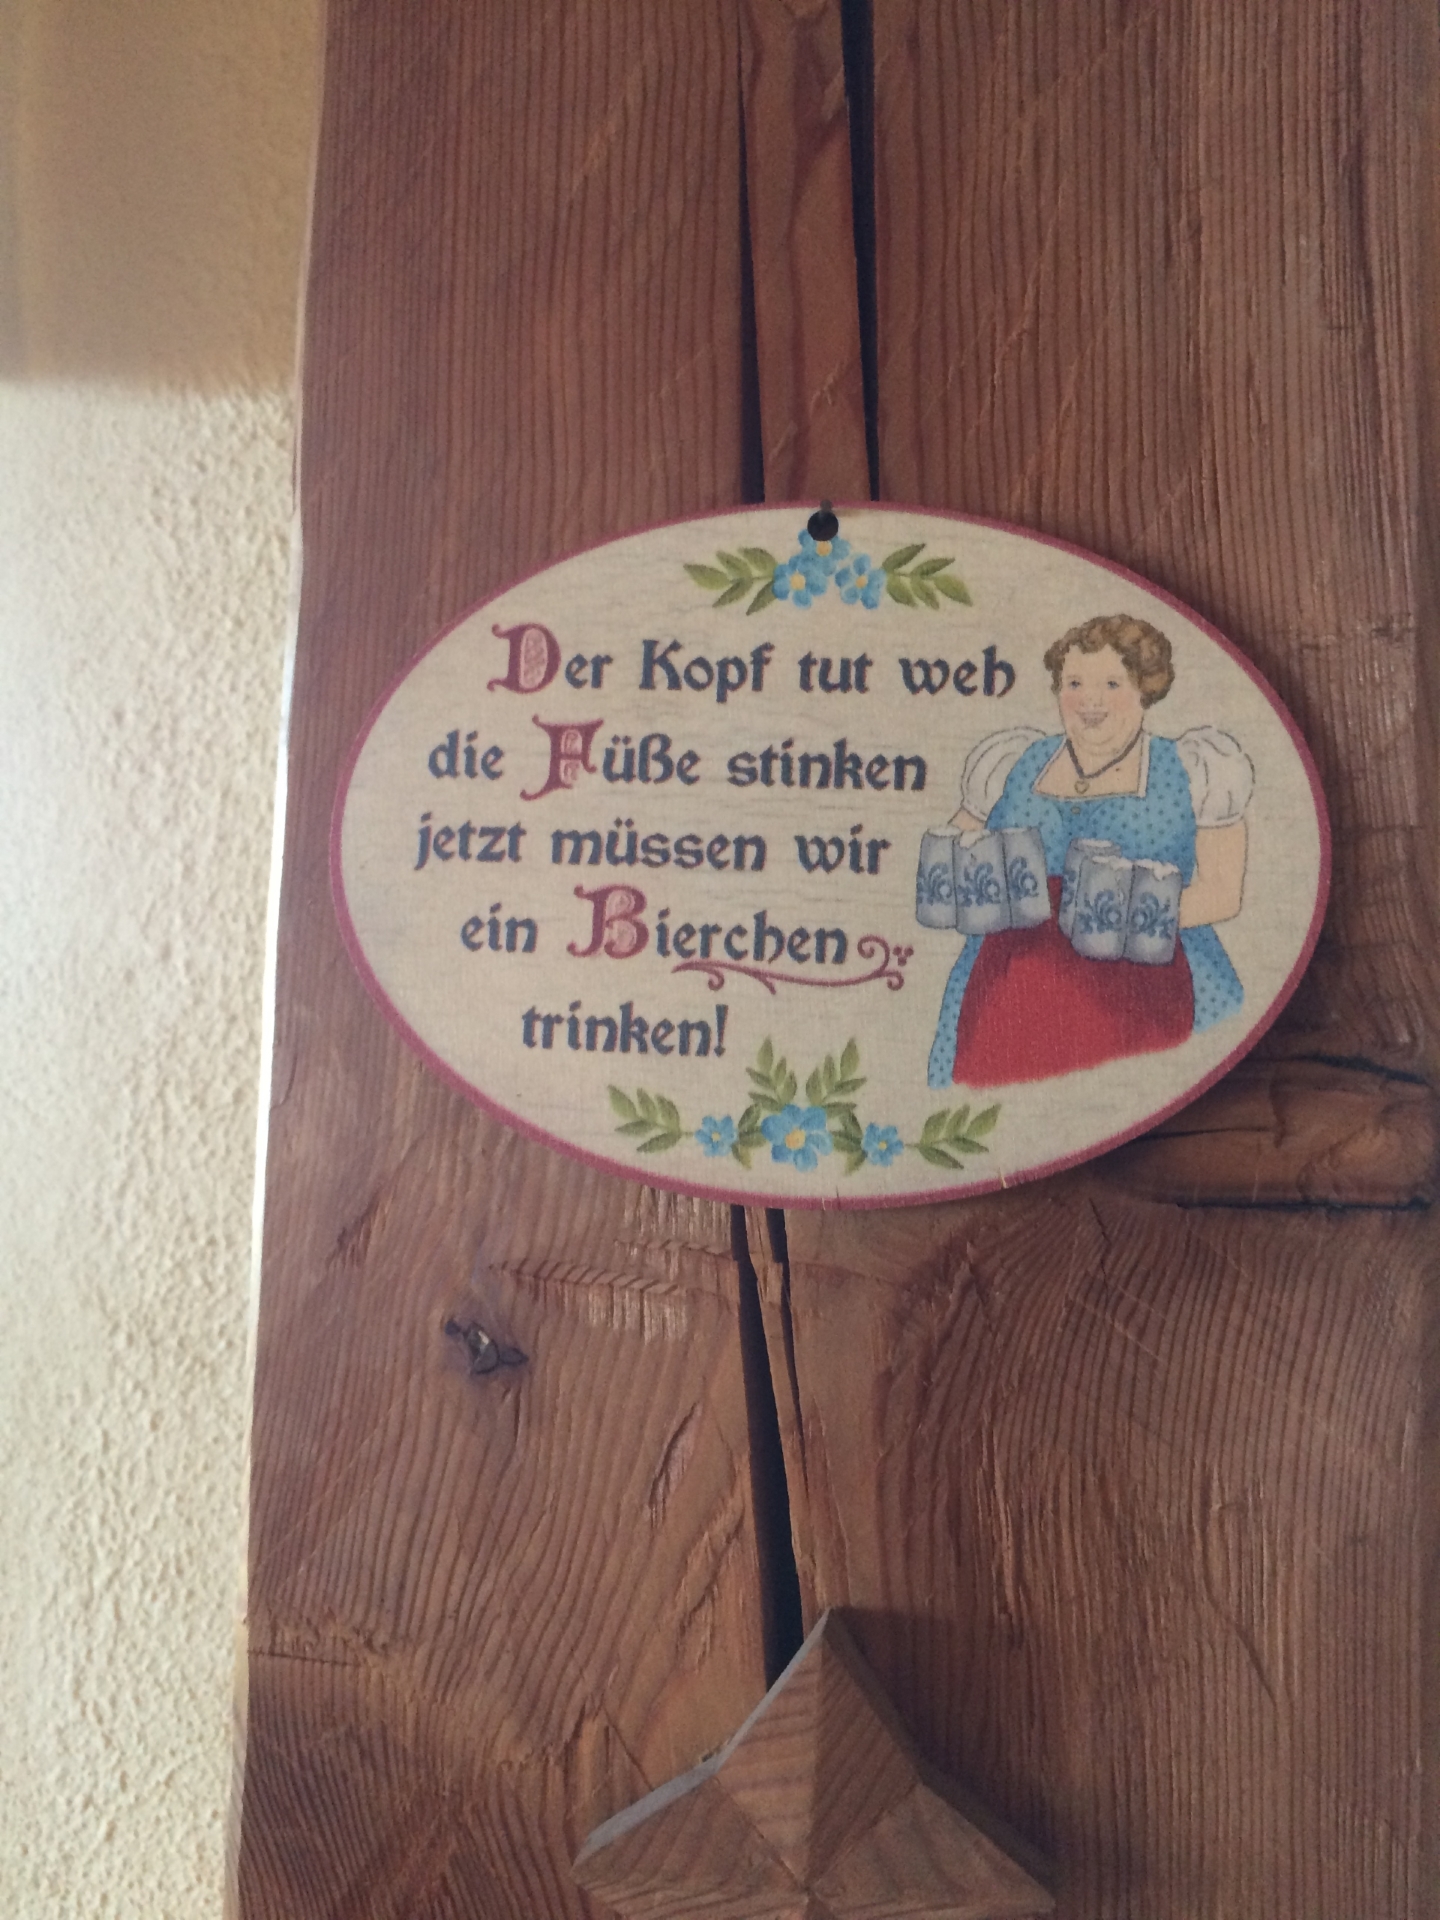 Der Kopf tut weh
die Füße stinken
jetzt müssen wir
ein Bierchen
trinken!